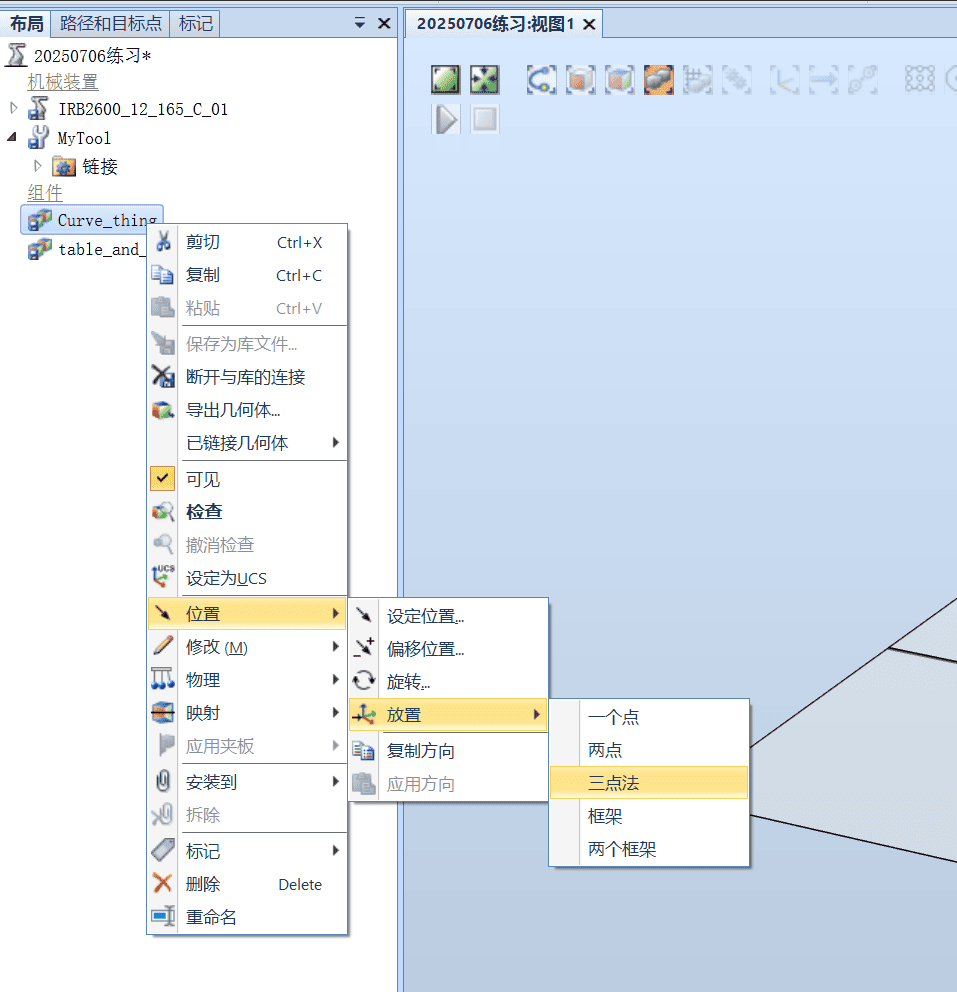 布局 路径和目标点 标记
20250706练习:视图1
20250706练习*
机械装置
IRB2600_12_165_C_01
MyTool
链接
组件
Curve_thing
table_and_
剪切 Ctrl+X
复制 Ctrl+C
粘贴 Ctrl+V
保存为库文件...
断开与库的连接
导出几何体...
已链接几何体
可见
检查
撤消检查
设定为UCS
位置
修改 (M)
物理
映射
应用夹板
安装到
拆除
标记
删除 Delete
重命名
设定位置...
偏移位置...
旋转...
放置
复制方向
应用方向
一个点
两点
三点法
框架
两个框架